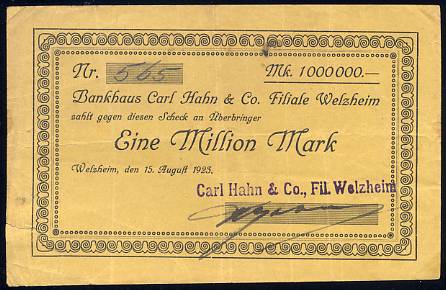 Nr. 565 Mk. 1000000.—
Bankhaus Carl Hahn & Co. Filiale Welzheim
zahlt gegen diesen Scheck an Überbringer
Eine Million Mark
Welzheim, den 15. August 1923.
Carl Hahn & Co., Fil. Welzheim